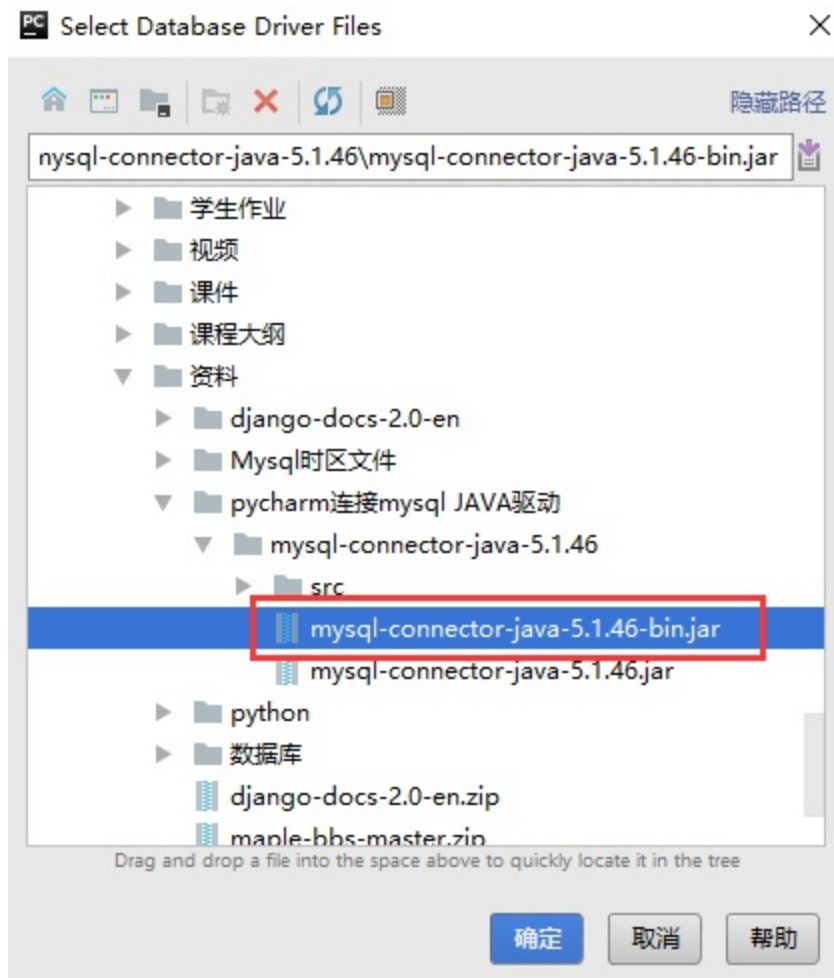 PC Select Database Driver Files
隐藏路径
nysql-connector-java-5.1.46\mysql-connector-java-5.1.46-bin.jar
学生作业
视频
课件
课程大纲
资料
django-docs-2.0-en
Mysql时区文件
pycharm连接mysql JAVA驱动
mysql-connector-java-5.1.46
src
mysql-connector-java-5.1.46-bin.jar
mysql-connector-java-5.1.46.jar
python
数据库
django-docs-2.0-en.zip
maple-bbs-master.zip
Drag and drop a file into the space above to quickly locate it in the tree
确定 取消 帮助